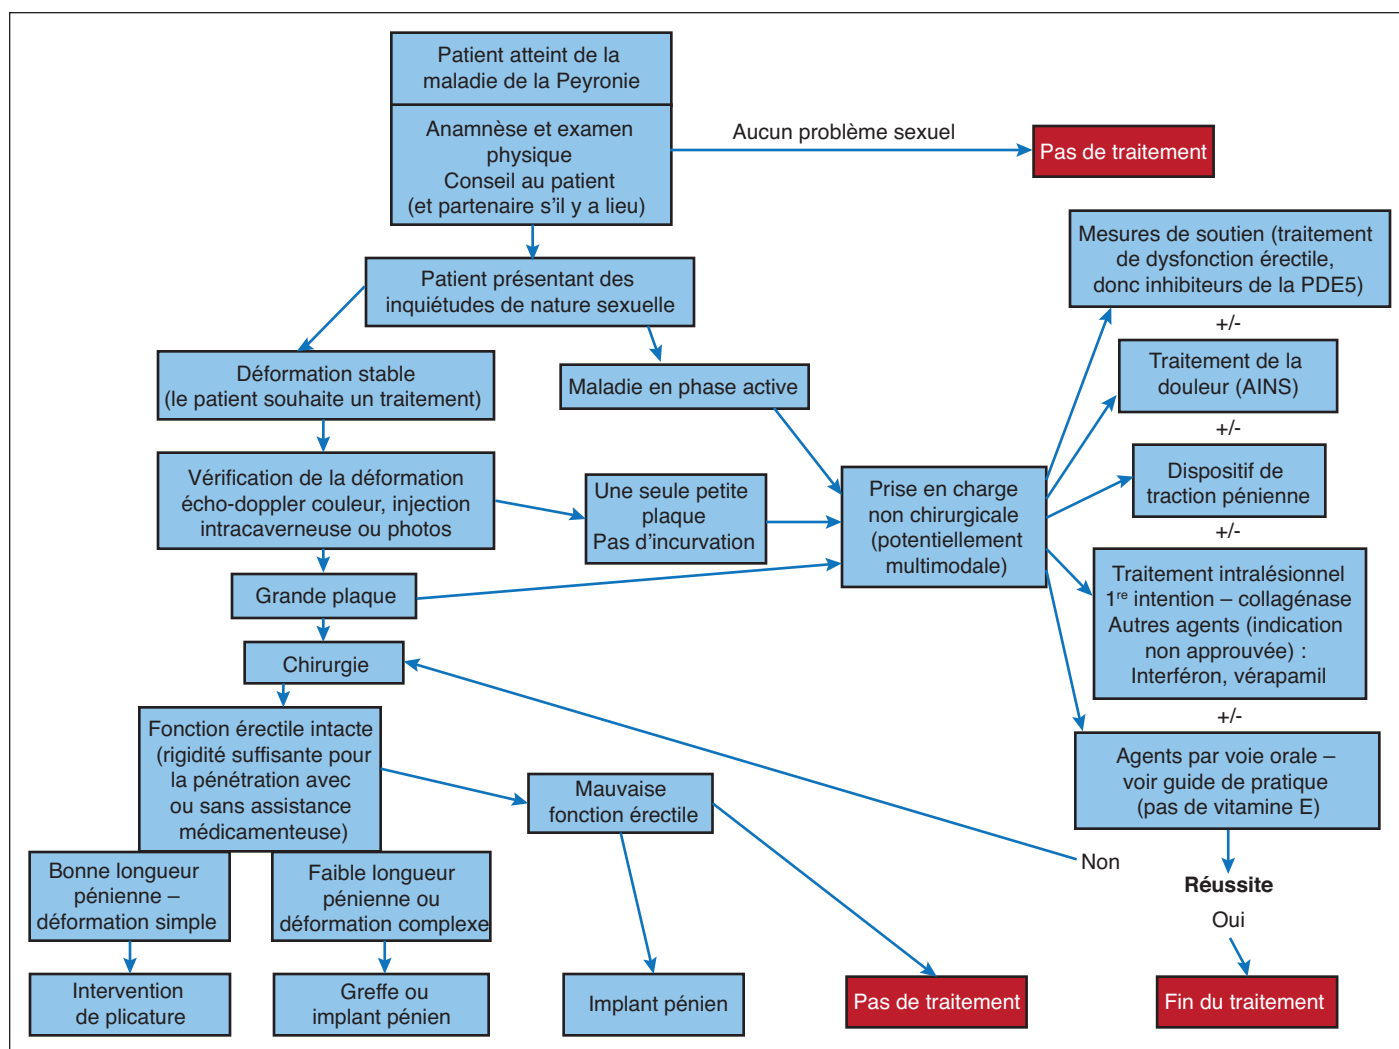 Patient atteint de la
maladie de la Peyronie
Anamnèse et examen
physique
Conseil au patient
(et partenaire s'il y a lieu)
Aucun problème sexuel
Pas de traitement
Patient présentant des
inquiétudes de nature sexuelle
Déformation stable
(le patient souhaite un traitement)
Maladie en phase active
Vérification de la déformation
écho-doppler couleur, injection
intracaverneuse ou photos
Une seule petite
plaque
Pas d'incurvation
Grande plaque
Prise en charge
non chirurgicale
(potentiellement
multimodale)
Mesures de soutien (traitement
de dysfonction érectile,
donc inhibiteurs de la PDE5)
+/-
Traitement de la
douleur (AINS)
+/-
Dispositif de
traction pénienne
+/-
Traitement intralésionnel
1re intention – collagénase
Autres agents (indication
non approuvée) :
Interféron, vérapamil
+/-
Agents par voie orale –
voir guide de pratique
(pas de vitamine E)
Réussite
Non
Oui
Fin du traitement
Chirurgie
Fonction érectile intacte
(rigidité suffisante pour
la pénétration avec
ou sans assistance
médicamenteuse)
Mauvaise
fonction érectile
Bonne longueur
pénienne –
déformation simple
Faible longueur
pénienne ou
déformation complexe
Intervention
de plicature
Greffe ou
implant pénien
Implant pénien
Pas de traitement